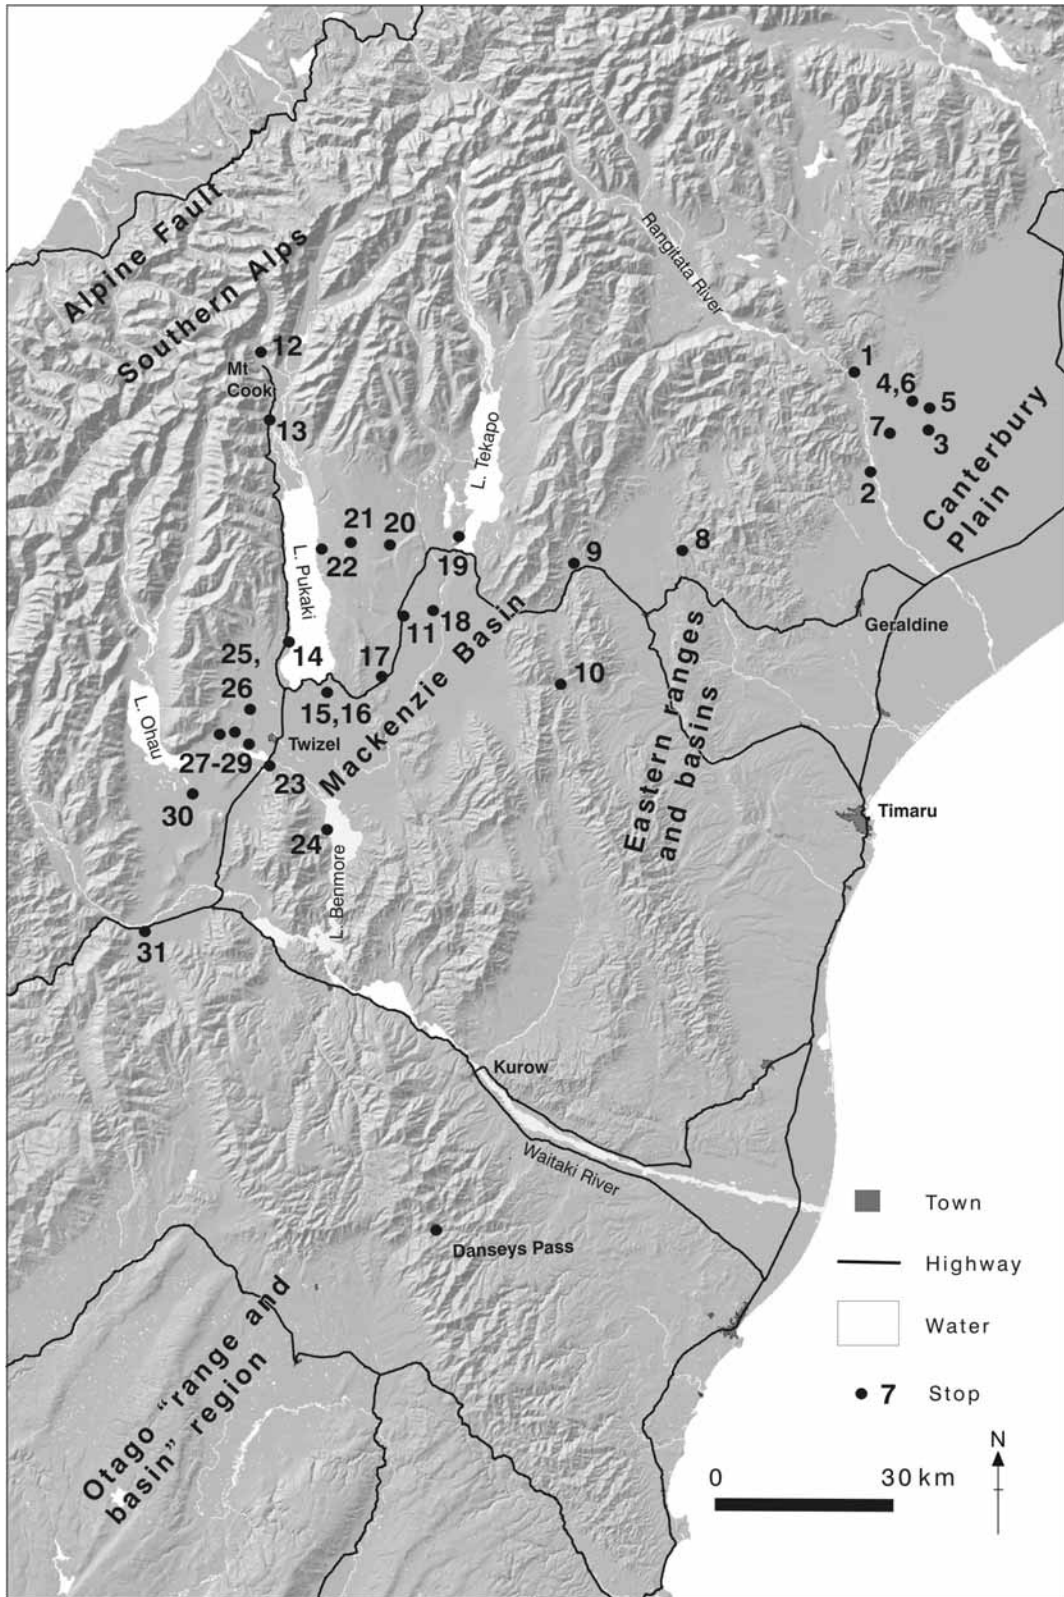 Alpine Fault
Southern Alps
Rangitata River
12
Mt
Cook
13
1
4,6
5
7
3
2
Canterbury
Plain
L. Tekapo
21
20
22
19
9
8
L. Pukaki
11
18
Geraldine
25,
26
14
17
10
15,16
Mackenzie Basin
L. Ohau
Twizel
27-29
23
Eastern ranges
and basins
30
Timaru
24
L. Benmore
31
Kurow
Waitaki River
Danseys Pass
Otago "range and
basin" region
Town
Highway
Water
7 Stop
N
0 30 km